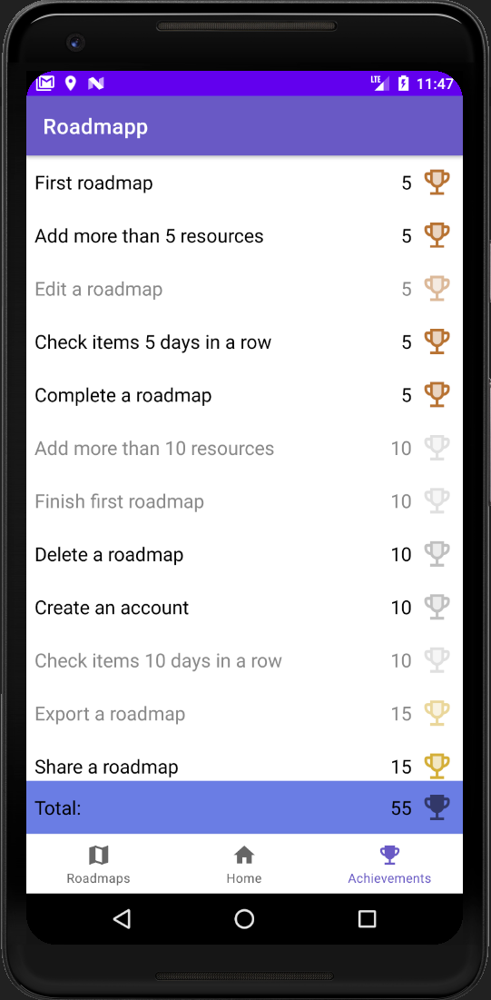 LTE 11:47
Roadmapp
First roadmap 5
Add more than 5 resources 5
Edit a roadmap 5
Check items 5 days in a row 5
Complete a roadmap 5
Add more than 10 resources 10
Finish first roadmap 10
Delete a roadmap 10
Create an account 10
Check items 10 days in a row 10
Export a roadmap 15
Share a roadmap 15
Total: 55
Roadmaps Home Achievements